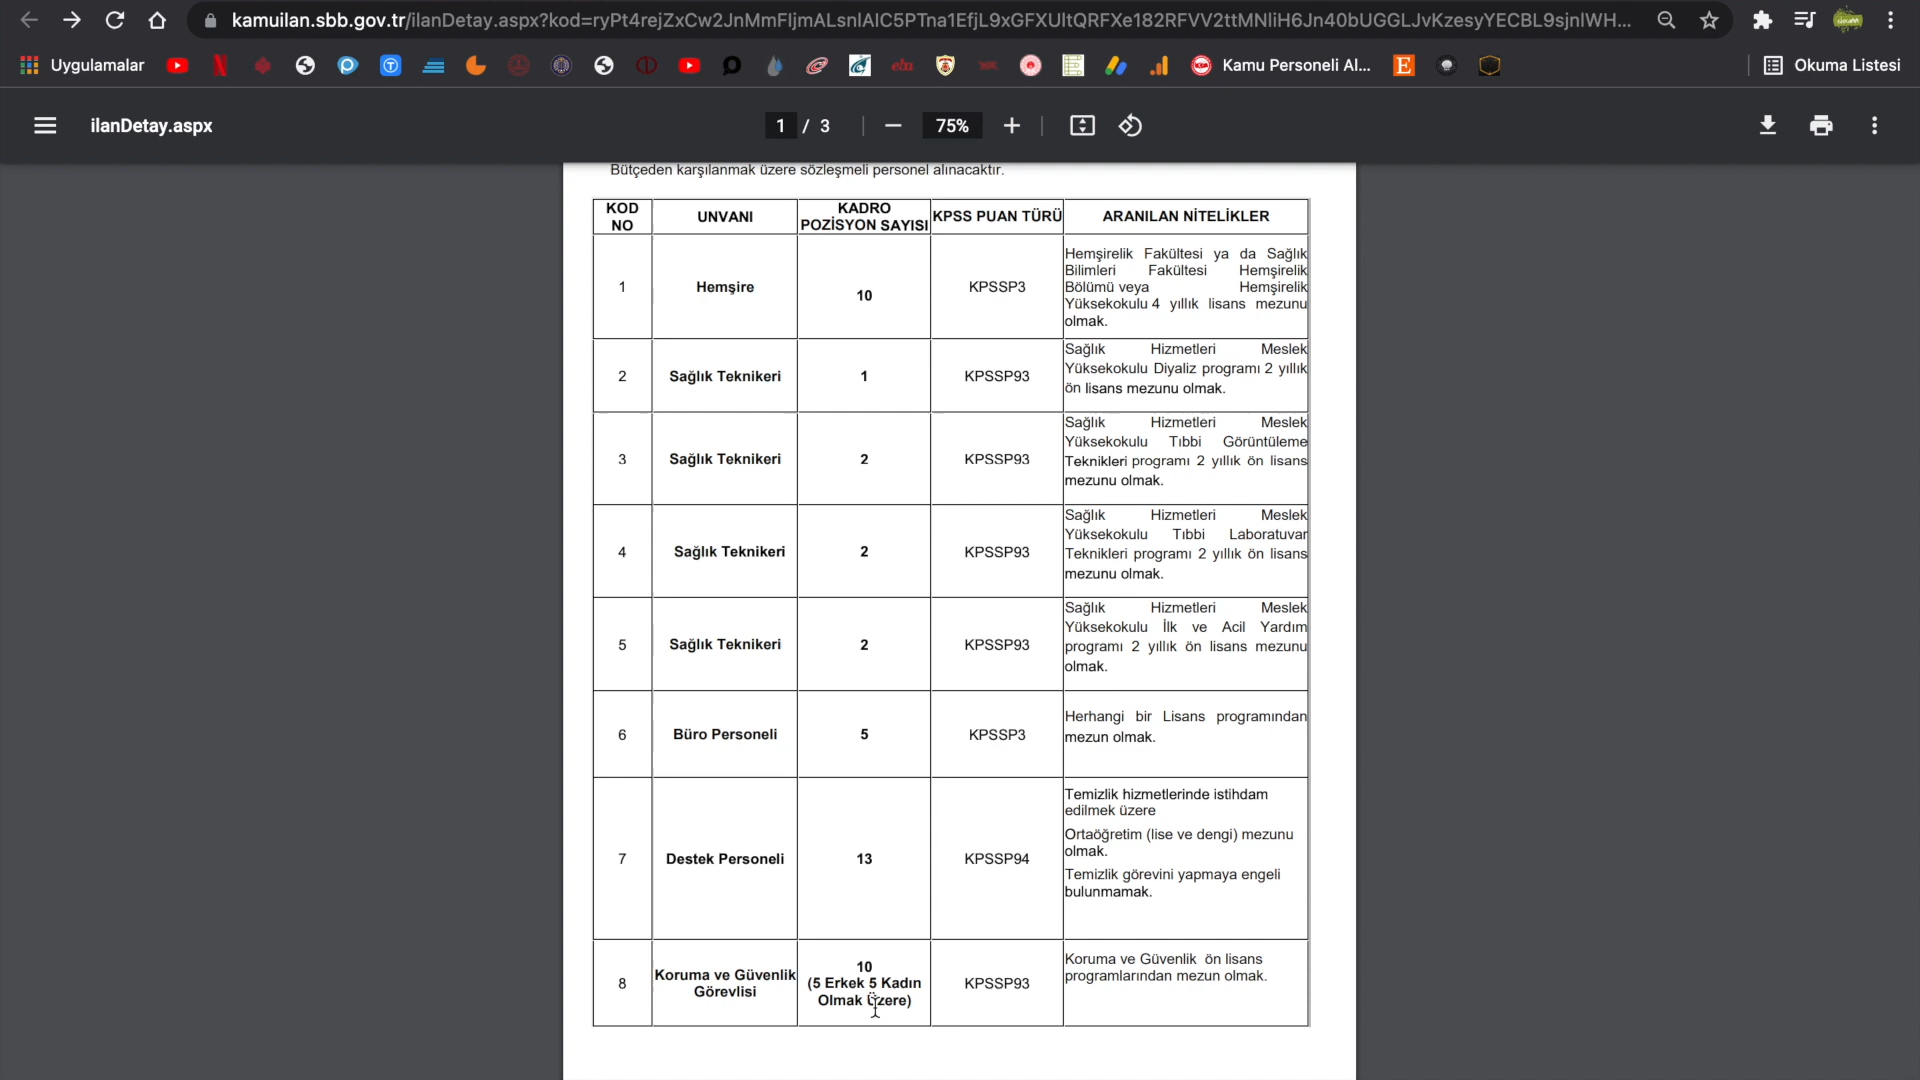 kamuilan.sbb.gov.tr/ilanDetay.aspx?kod=ryPt4rejZxCw2JnMmFIjmALsnlAlC5PTna1EfjL9xGFXUltQRFXe182RFVV2ttMNliH6Jn40bUGGLJvKzesyYECBL9sjnlWH...
Uygulamalar
Kamu Personeli Al...
Okuma Listesi
ilanDetay.aspx
1 / 3
75%
Bütçeden karşılanmak üzere sözleşmeli personel alınacaktır.
KOD NO UNVANI KADRO POZİSYON SAYISI KPSS PUAN TÜRÜ ARANILAN NİTELİKLER
1 Hemşire 10 KPSSP3
Hemşirelik Fakültesi ya da Sağlık
Bilimleri Fakültesi Hemşirelik
Bölümü veya Hemşirelik
Yüksekokulu 4 yıllık lisans mezunu
olmak.
2 Sağlık Teknikeri 1 KPSSP93
Sağlık Hizmetleri Meslek
Yüksekokulu Diyaliz programı 2 yıllık
ön lisans mezunu olmak.
3 Sağlık Teknikeri 2 KPSSP93
Sağlık Hizmetleri Meslek
Yüksekokulu Tıbbi Görüntüleme
Teknikleri programı 2 yıllık ön lisans
mezunu olmak.
4 Sağlık Teknikeri 2 KPSSP93
Sağlık Hizmetleri Meslek
Yüksekokulu Tıbbi Laboratuvar
Teknikleri programı 2 yıllık ön lisans
mezunu olmak.
5 Sağlık Teknikeri 2 KPSSP93
Sağlık Hizmetleri Meslek
Yüksekokulu İlk ve Acil Yardım
programı 2 yıllık ön lisans mezunu
olmak.
6 Büro Personeli 5 KPSSP3
Herhangi bir Lisans programından
mezun olmak.
7 Destek Personeli 13 KPSSP94
Temizlik hizmetlerinde istihdam
edilmek üzere
Ortaöğretim (lise ve dengi) mezunu
olmak.
Temizlik görevini yapmaya engeli
bulunmamak.
8 Koruma ve Güvenlik
Görevlisi
10
(5 Erkek 5 Kadın
Olmak Üzere)
KPSSP93
Koruma ve Güvenlik ön lisans
programlarından mezun olmak.